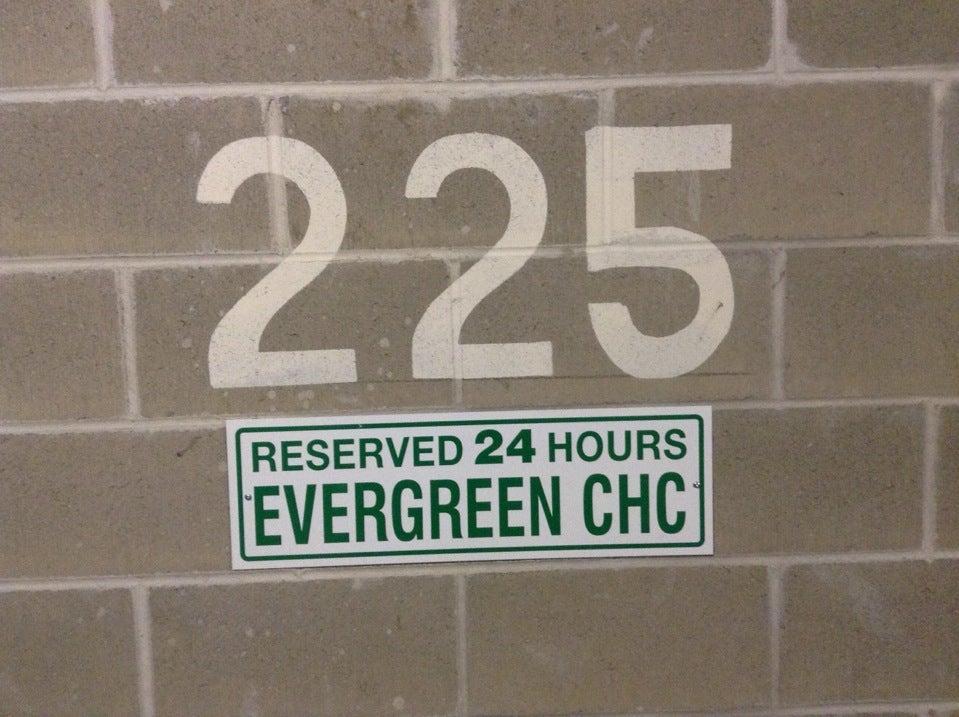 225
RESERVED 24 HOURS
EVERGREEN CHC